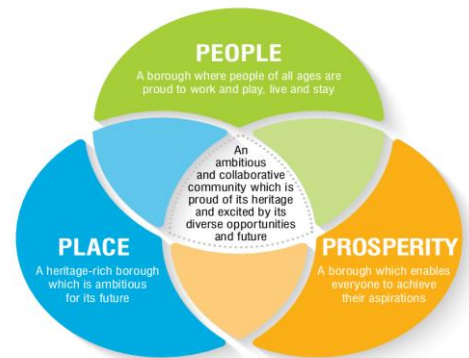 PEOPLE
A borough where people of all ages are
proud to work and play, live and stay
An
ambitious
and collaborative
community which is
proud of its heritage
and excited by its
diverse opportunities
and future
PLACE
A heritage-rich borough
which is ambitious
for its future
PROSPERITY
A borough which enables
everyone to achieve
their aspirations